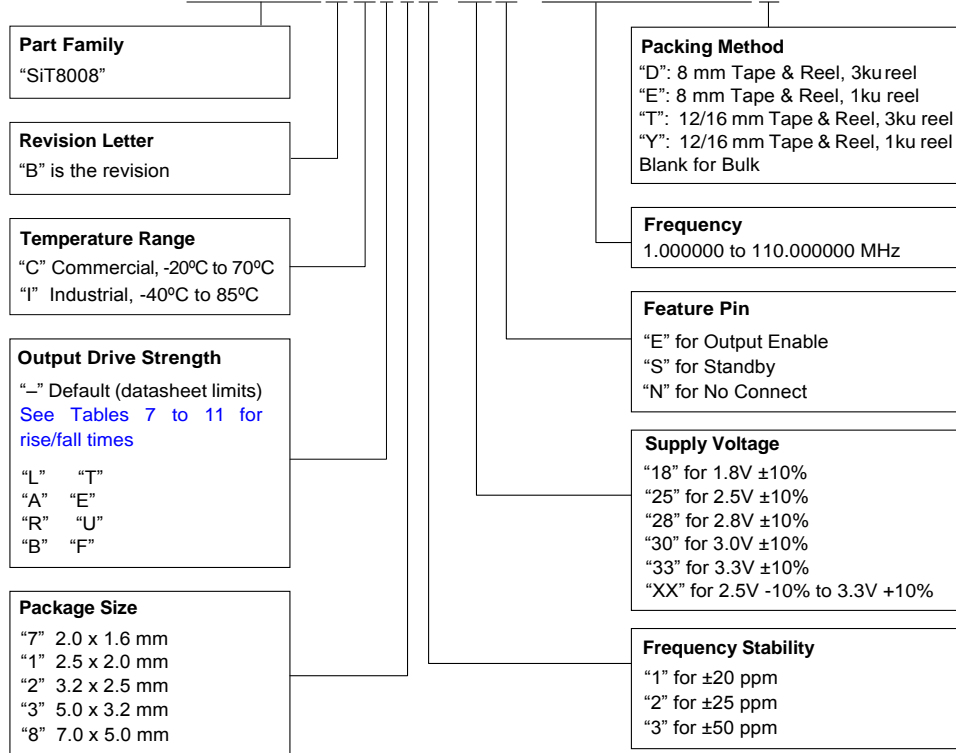 Part Family
“SiT8008”
Revision Letter
“B” is the revision
Temperature Range
“C” Commercial, -20ºC to 70ºC
“I” Industrial, -40ºC to 85ºC
Output Drive Strength
“–” Default (datasheet limits)
See Tables 7 to 11 for
rise/fall times
“L” “T”
“A” “E”
“R” “U”
“B” “F”
Package Size
“7” 2.0 x 1.6 mm
“1” 2.5 x 2.0 mm
“2” 3.2 x 2.5 mm
“3” 5.0 x 3.2 mm
“8” 7.0 x 5.0 mm
Packing Method
“D”: 8 mm Tape & Reel, 3ku reel
“E”: 8 mm Tape & Reel, 1ku reel
“T”: 12/16 mm Tape & Reel, 3ku reel
“Y”: 12/16 mm Tape & Reel, 1ku reel
Blank for Bulk
Frequency
1.000000 to 110.000000 MHz
Feature Pin
“E” for Output Enable
“S” for Standby
“N” for No Connect
Supply Voltage
“18” for 1.8V ±10%
“25” for 2.5V ±10%
“28” for 2.8V ±10%
“30” for 3.0V ±10%
“33” for 3.3V ±10%
“XX” for 2.5V -10% to 3.3V +10%
Frequency Stability
“1” for ±20 ppm
“2” for ±25 ppm
“3” for ±50 ppm